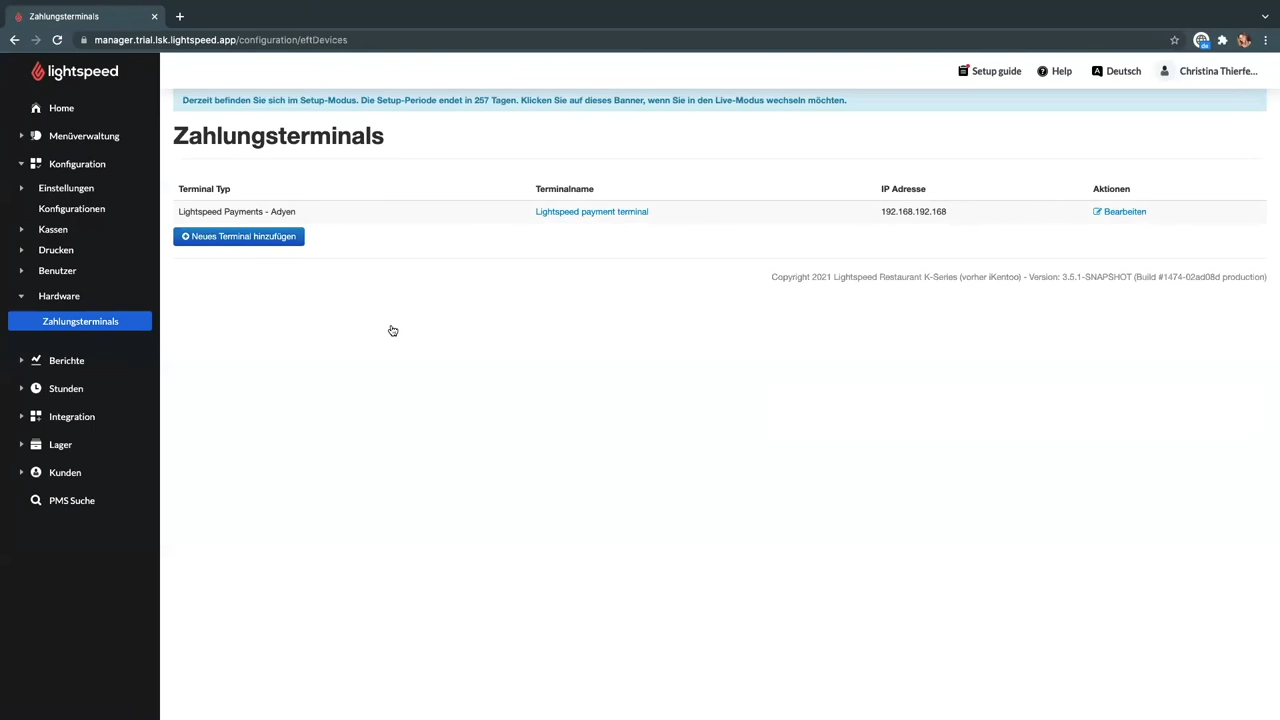 Zahlungsterminals
manager.trial.lsk.lightspeed.app/configuration/eftDevices
de
lightspeed
Setup guide
Help
A Deutsch
Christina Thierfe...
Home
Menüverwaltung
Konfiguration
Einstellungen
Konfigurationen
Kassen
Drucken
Benutzer
Hardware
Zahlungsterminals
Berichte
Stunden
Integration
Lager
Kunden
PMS Suche
Derzeit befinden Sie sich im Setup-Modus. Die Setup-Periode endet in 257 Tagen. Klicken Sie auf dieses Banner, wenn Sie in den Live-Modus wechseln möchten.
Zahlungsterminals
Terminal Typ Terminalname IP Adresse Aktionen
Lightspeed Payments - Adyen Lightspeed payment terminal 192.168.192.168 Bearbeiten
Neues Terminal hinzufügen
Copyright 2021 Lightspeed Restaurant K-Series (vorher iKentoo) - Version: 3.5.1-SNAPSHOT (Build #1474-02ad08d production)